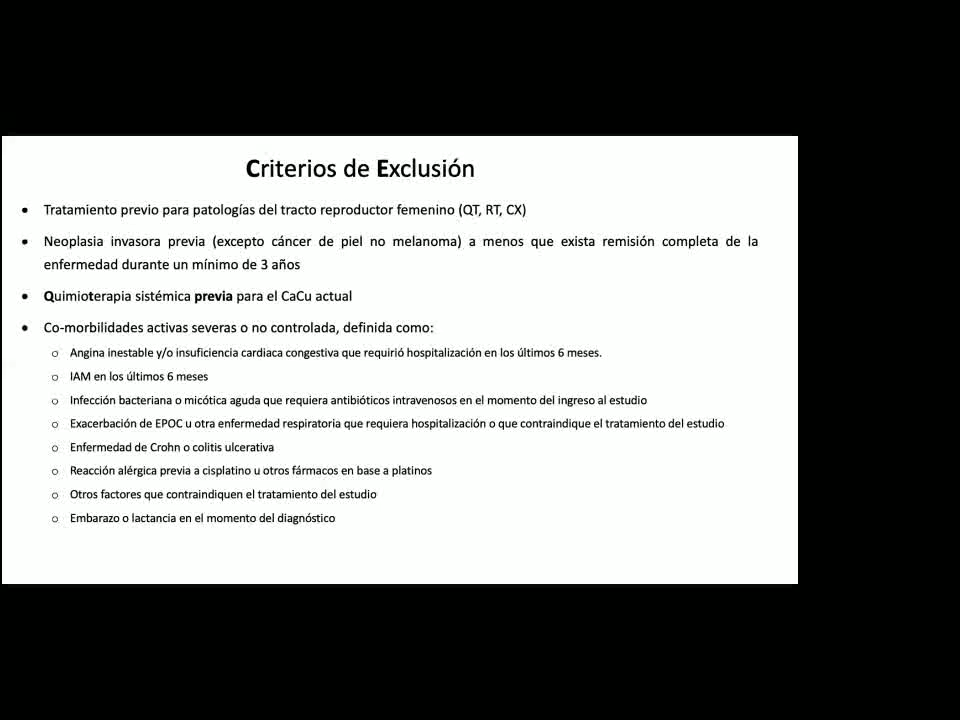 Criterios de Exclusión
• Tratamiento previo para patologías del tracto reproductor femenino (QT, RT, CX)
• Neoplasia invasora previa (excepto cáncer de piel no melanoma) a menos que exista remisión completa de la
enfermedad durante un mínimo de 3 años
• Quimioterapia sistémica previa para el CaCu actual
• Co-morbilidades activas severas o no controlada, definida como:
o Angina inestable y/o insuficiencia cardiaca congestiva que requirió hospitalización en los últimos 6 meses.
o IAM en los últimos 6 meses
o Infección bacteriana o micótica aguda que requiera antibióticos intravenosos en el momento del ingreso al estudio
o Exacerbación de EPOC u otra enfermedad respiratoria que requiera hospitalización o que contraindique el tratamiento del estudio
o Enfermedad de Crohn o colitis ulcerativa
o Reacción alérgica previa a cisplatino u otros fármacos en base a platinos
o Otros factores que contraindiquen el tratamiento del estudio
o Embarazo o lactancia en el momento del diagnóstico